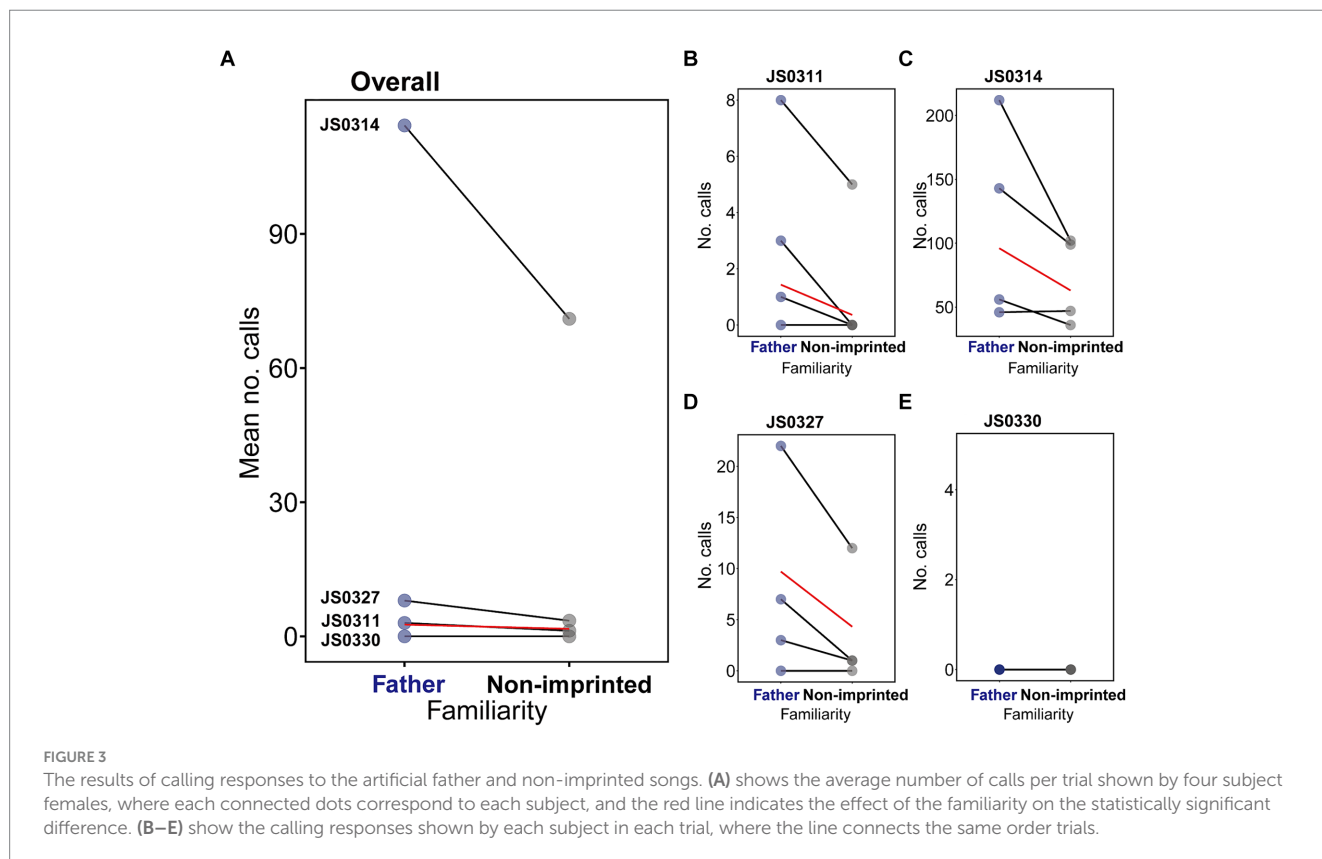 A
Overall
JS0314
JS0327
JS0311
JS0330
90
60
30
0
Mean no. calls
Father Non-imprinted
Familiarity
B
JS0311
8
6
4
2
0
No. calls
Father Non-imprinted
Familiarity
C
JS0314
200
150
100
50
No. calls
Father Non-imprinted
Familiarity
D
JS0327
20
15
10
5
0
No. calls
Father Non-imprinted
Familiarity
E
JS0330
4
2
0
No. calls
Father Non-imprinted
Familiarity
FIGURE 3
The results of calling responses to the artificial father and non-imprinted songs. (A) shows the average number of calls per trial shown by four subject
females, where each connected dots correspond to each subject, and the red line indicates the effect of the familiarity on the statistically significant
difference. (B–E) show the calling responses shown by each subject in each trial, where the line connects the same order trials.